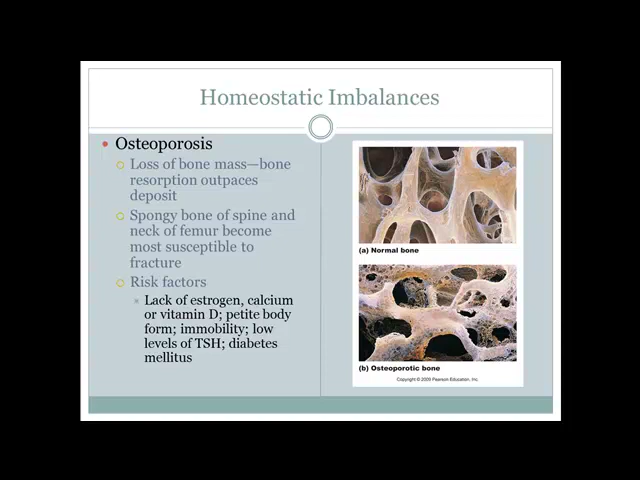 Homeostatic Imbalances
Osteoporosis
Loss of bone mass—bone
resorption outpaces
deposit
Spongy bone of spine and
neck of femur become
most susceptible to
fracture
Risk factors
Lack of estrogen, calcium
or vitamin D; petite body
form; immobility; low
levels of TSH; diabetes
mellitus
(a) Normal bone
(b) Osteoporotic bone
Copyright © 2009 Pearson Education, Inc.